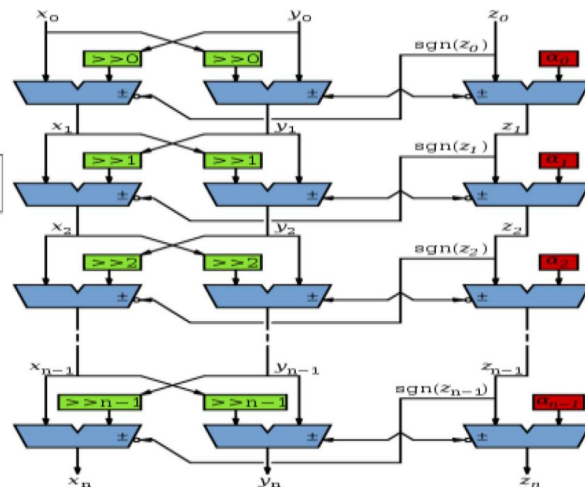 x₀ y₀ z₀
sgn(z₀)
>>0 >>0 α₀
± ± ±
x₁ y₁ z₁
sgn(z₁)
>>1 >>1 α₁
± ± ±
x₂ y₂ z₂
sgn(z₂)
>>2 >>2 α₂
± ± ±
xₙ₋₁ yₙ₋₁ zₙ₋₁
sgn(zₙ₋₁)
>>n-1 >>n-1 αₙ₋₁
± ± ±
xₙ yₙ zₙ